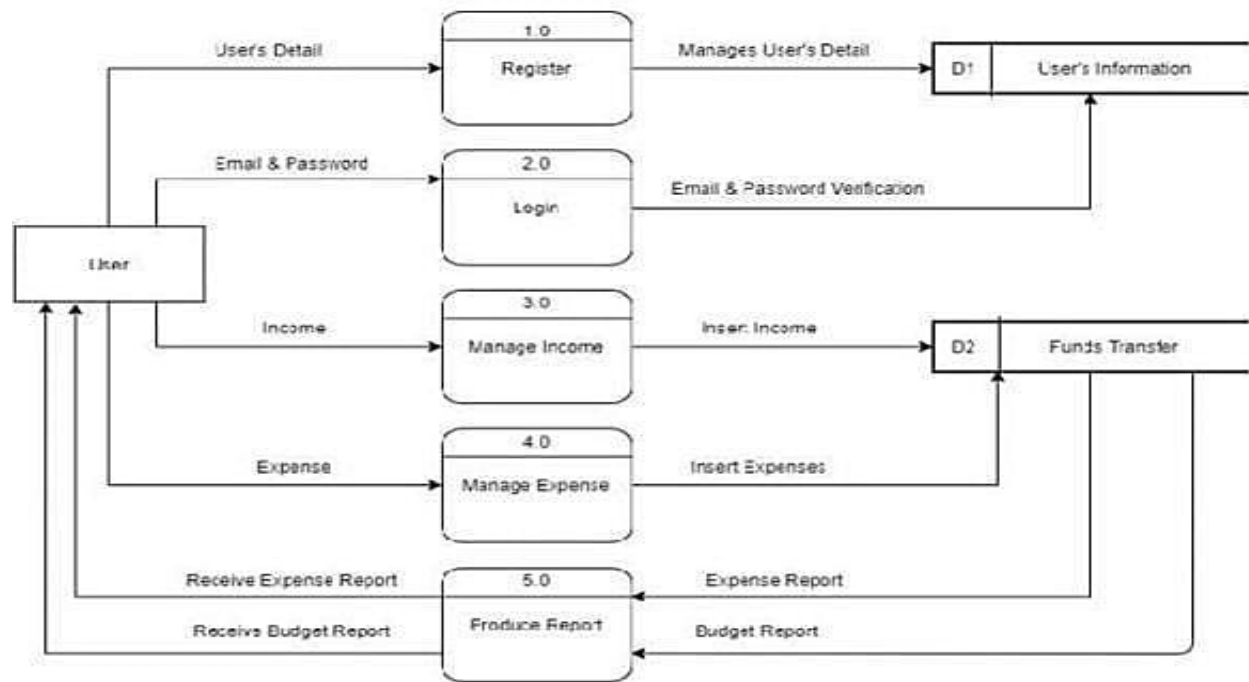 1.0
User's Detail
Register
Manages User's Detail
D1
User's Information
Email & Password
2.0
Login
Email & Password Verification
User
3.0
Income
Manage Income
Insert Income
D2
Funds Transfer
4.0
Expense
Manage Expense
Insert Expenses
Receive Expense Report
5.0
Expense Report
Receive Budget Report
Produce Report
Budget Report